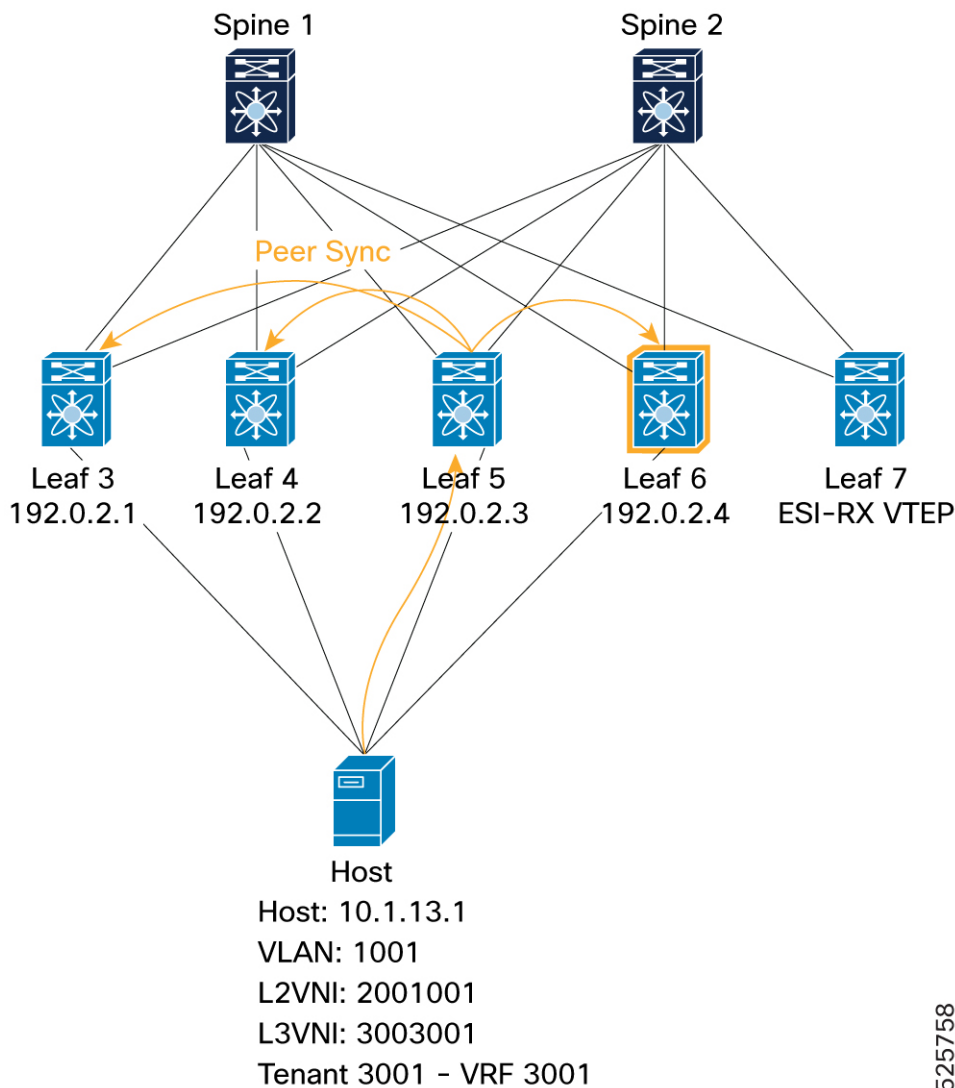 Spine 1
Spine 2
Peer Sync
Leaf 3
192.0.2.1
Leaf 4
192.0.2.2
Leaf 5
192.0.2.3
Leaf 6
192.0.2.4
Leaf 7
ESI-RX VTEP
Host
Host: 10.1.13.1
VLAN: 1001
L2VNI: 2001001
L3VNI: 3003001
Tenant 3001 - VRF 3001
525758